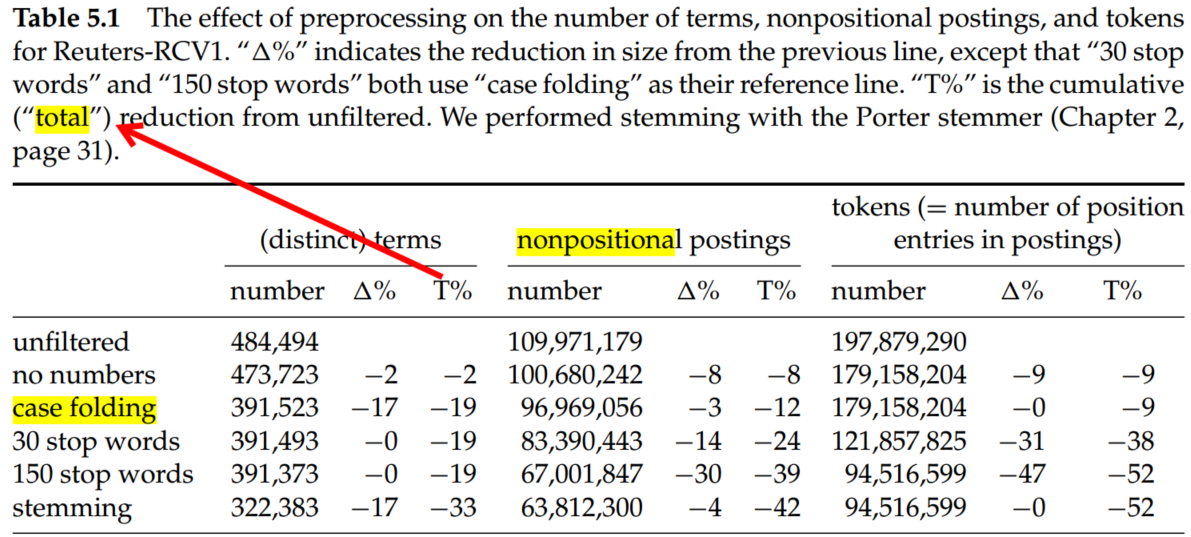 Table 5.1 The effect of preprocessing on the number of terms, nonpositional postings, and tokens
for Reuters-RCV1. “Δ%” indicates the reduction in size from the previous line, except that “30 stop
words” and “150 stop words” both use “case folding” as their reference line. “T%” is the cumulative
(“total”) reduction from unfiltered. We performed stemming with the Porter stemmer (Chapter 2,
page 31).
tokens (= number of position
(distinct) terms nonpositional postings entries in postings)
number Δ% T% number Δ% T% number Δ% T%
unfiltered 484,494 109,971,179 197,879,290
no numbers 473,723 −2 −2 100,680,242 −8 −8 179,158,204 −9 −9
case folding 391,523 −17 −19 96,969,056 −3 −12 179,158,204 −0 −9
30 stop words 391,493 −0 −19 83,390,443 −14 −24 121,857,825 −31 −38
150 stop words 391,373 −0 −19 67,001,847 −30 −39 94,516,599 −47 −52
stemming 322,383 −17 −33 63,812,300 −4 −42 94,516,599 −0 −52